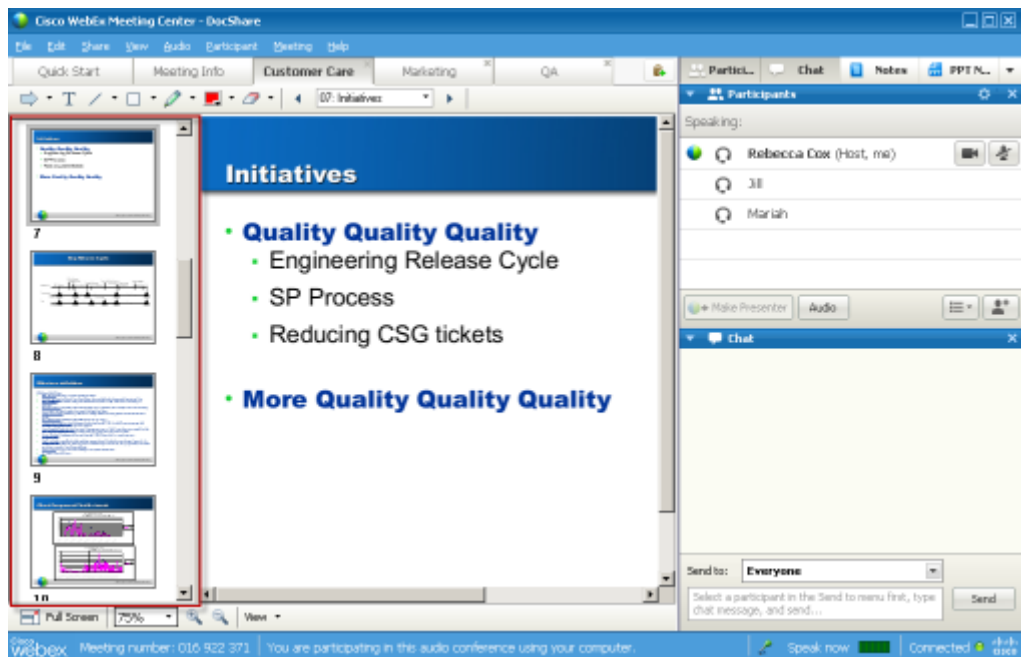 Cisco WebEx Meeting Center - DocShare
File Edit Share View Audio Participant Meeting Help
Quick Start Meeting Info Customer Care Marketing QA
Partici... Chat Notes PPT N...
T 07: Initiatives
Participants
Speaking:
Rebecca Cox (Host, me)
Jill
Mariah
Make Presenter Audio
7
8
9
10
Initiatives
Quality Quality Quality
Engineering Release Cycle
SP Process
Reducing CSG tickets
More Quality Quality Quality
Chat
Send to: Everyone
Select a participant in the Send to menu first, type
chat message, and send...
Send
Full Screen 75% View
Cisco
webex Meeting number: 016 922 371 You are participating in this audio conference using your computer. Speak now Connected
cisco